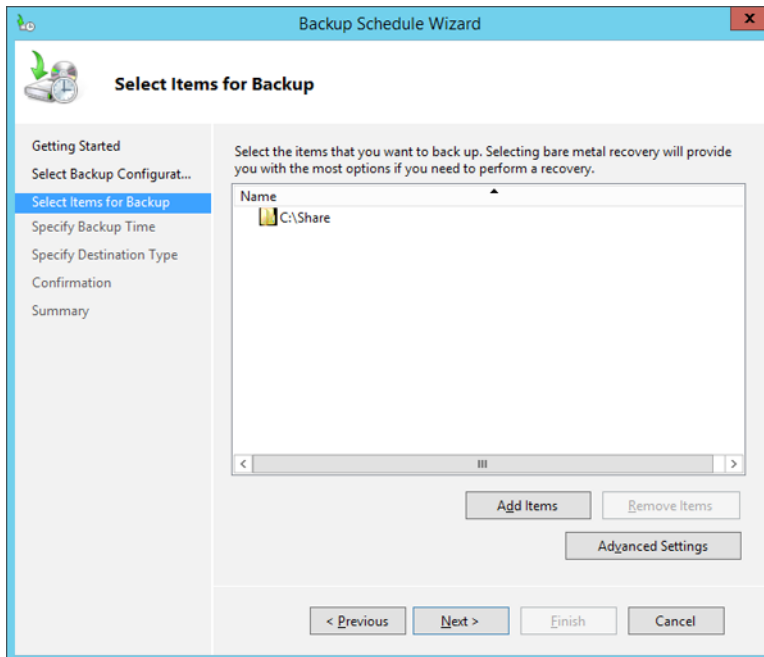 Backup Schedule Wizard
x
Select Items for Backup
Getting Started
Select Backup Configurat...
Select Items for Backup
Specify Backup Time
Specify Destination Type
Confirmation
Summary
Select the items that you want to back up. Selecting bare metal recovery will provide
you with the most options if you need to perform a recovery.
Name
C:\Share
Add Items
Remove Items
Advanced Settings
< Previous
Next >
Finish
Cancel